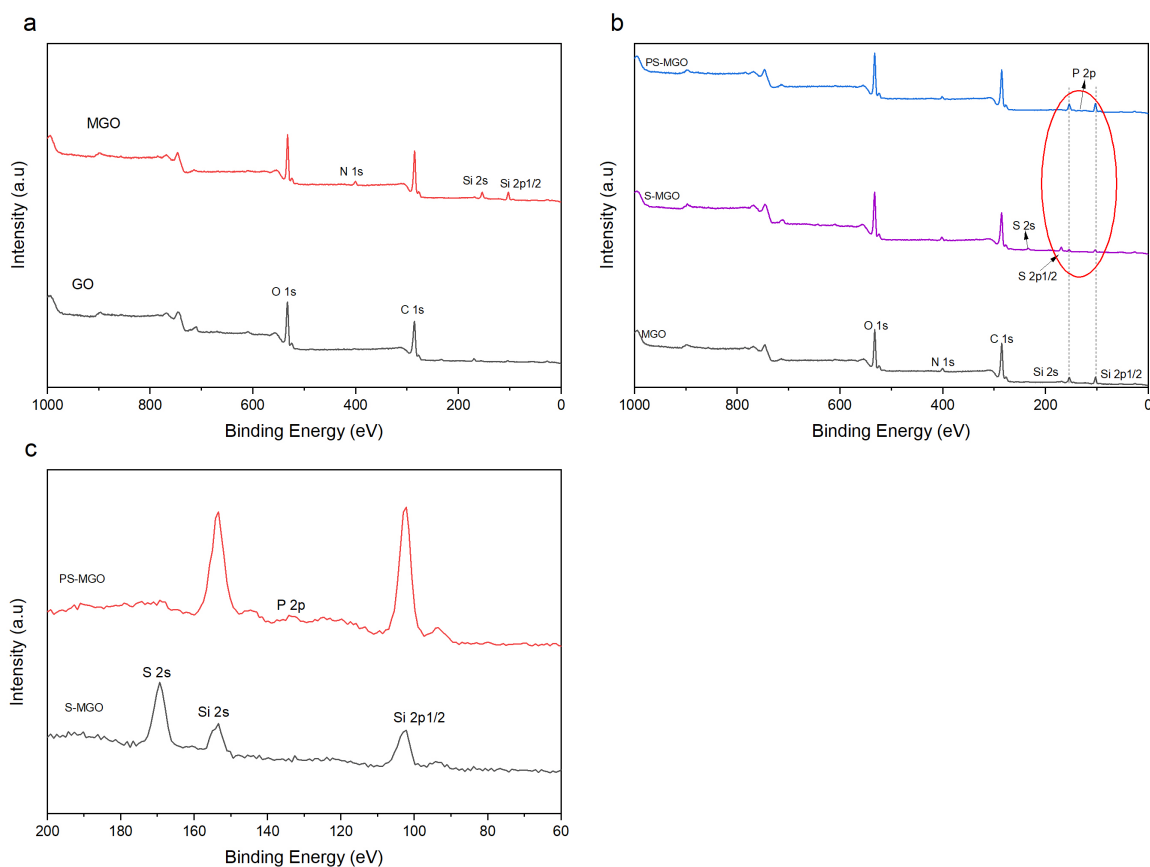 a
MGO
N 1s
Si 2s
Si 2p1/2
GO
O 1s
C 1s
Intensity (a.u)
1000
800
600
400
200
0
Binding Energy (eV)
b
PS-MGO
P 2p
S-MGO
S 2s
S 2p1/2
MGO
O 1s
N 1s
C 1s
Si 2s
Si 2p1/2
Intensity (a.u)
1000
800
600
400
200
0
Binding Energy (eV)
c
PS-MGO
P 2p
S 2s
S-MGO
Si 2s
Si 2p1/2
Intensity (a.u)
200
180
160
140
120
100
80
60
Binding Energy (eV)